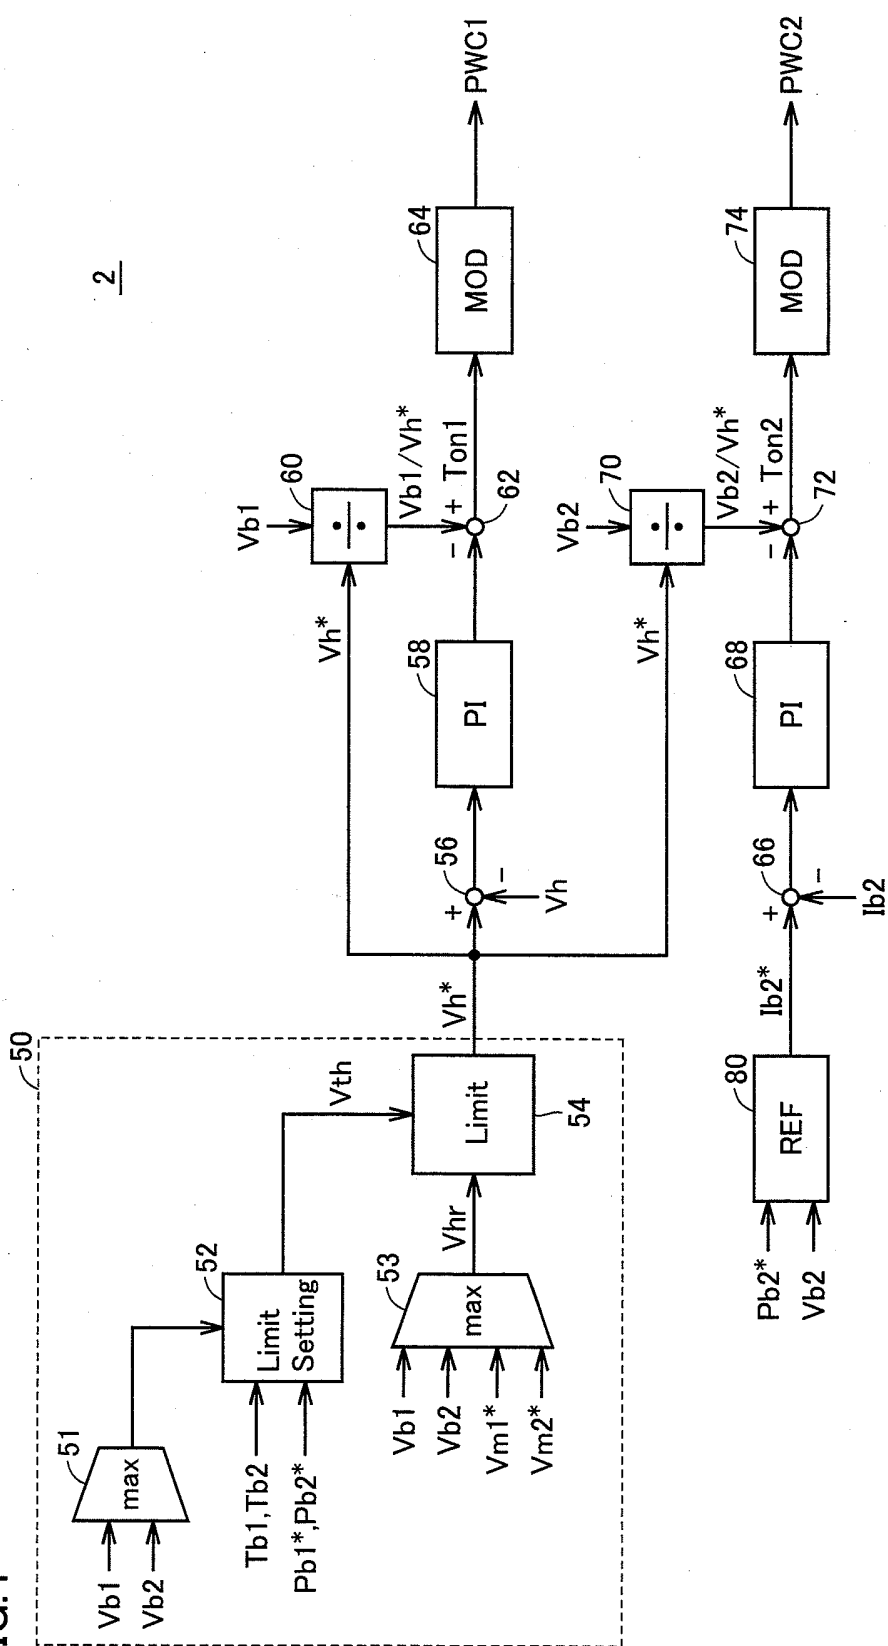 2
50
Vb1
Vb2
max
51
Tb1,Tb2
Pb1*,Pb2*
Limit
Setting
52
Vth
Vb1
Vb2
Vm1*
Vm2*
max
53
Vhr
Limit
54
Vh*
+
-
Vh
56
PI
58
Vh*
Vb1
60
÷
Vb1/Vh*
+
-
62
Ton1
MOD
64
PWC1
Vh*
Vb2
70
÷
Vb2/Vh*
Pb2*
Vb2
REF
80
Ib2*
+
-
Ib2
66
PI
68
+
-
72
Ton2
MOD
74
PWC2